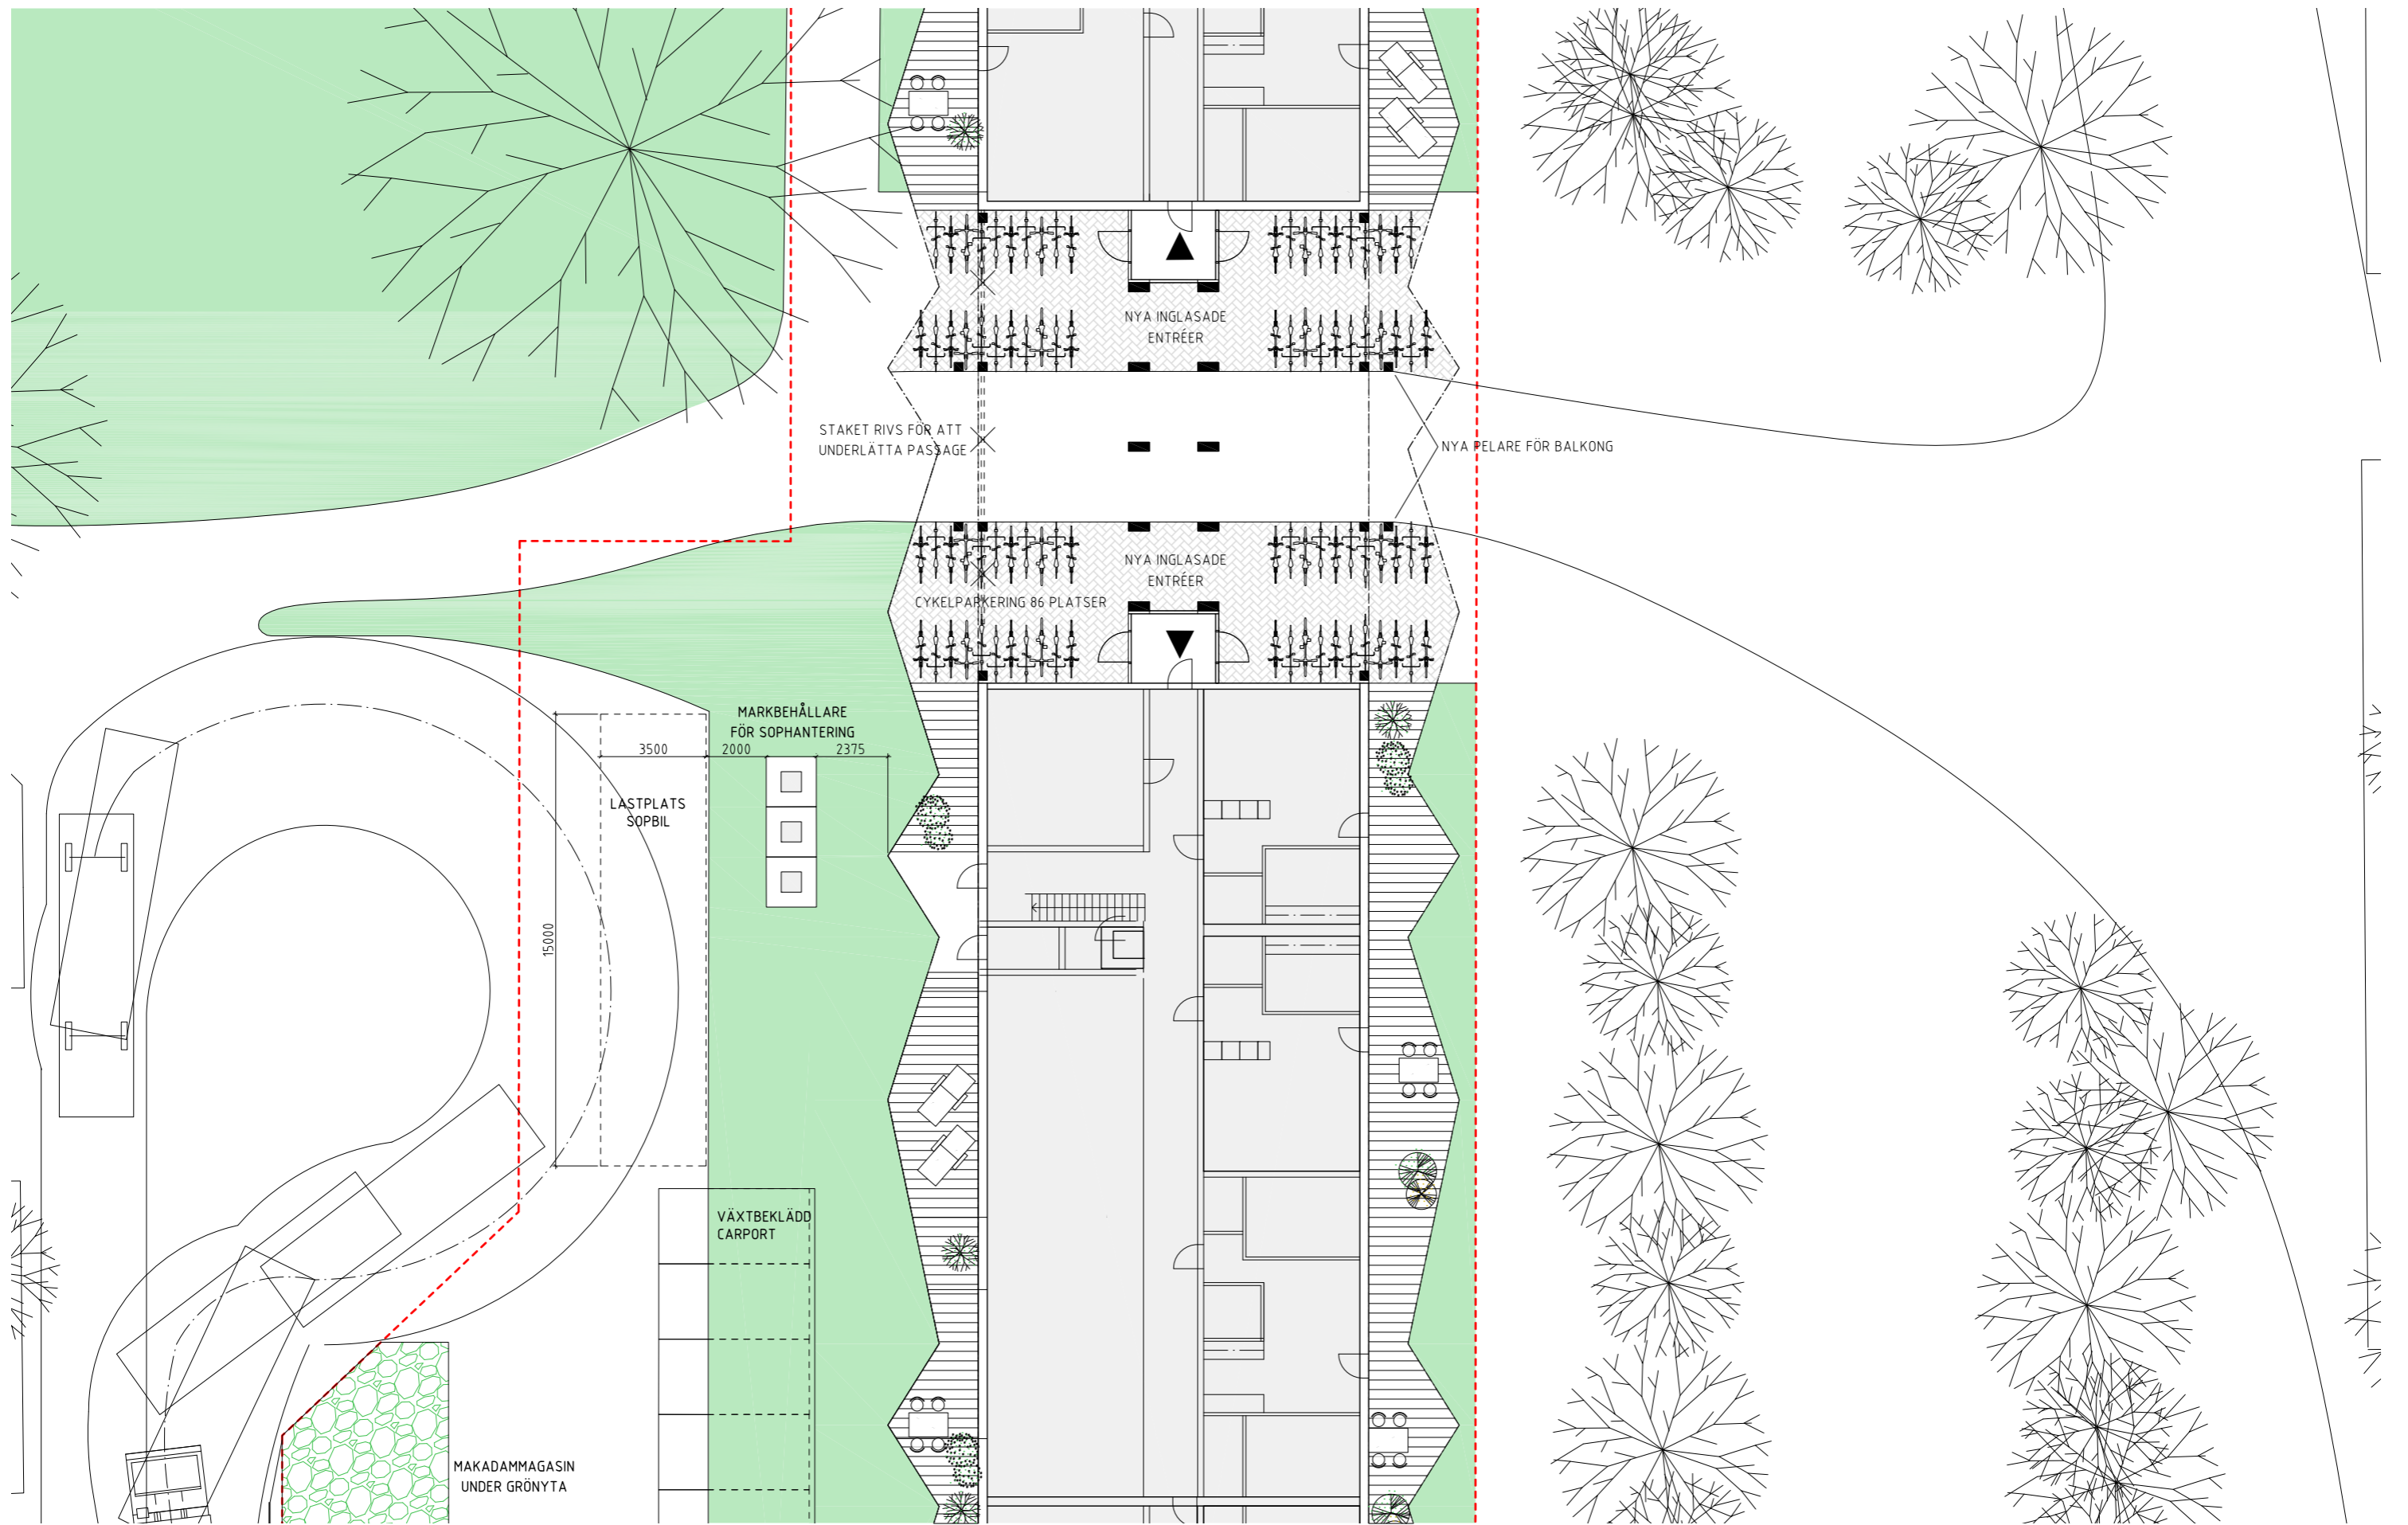 NYA INGLASADE
ENTRÉER
STAKET RIVS FÖR ATT
UNDERLÄTTA PASSAGE
NYA PELARE FÖR BALKONG
NYA INGLASADE
ENTRÉER
CYKELPARKERING 86 PLATSER
MARKBEHÅLLARE
FÖR SOPHANTERING
3500
2000
2375
LASTPLATS
SOPBIL
15000
VÄXTBEKLÄDD
CARPORT
MAKADAMMAGASIN
UNDER GRÖNYTA